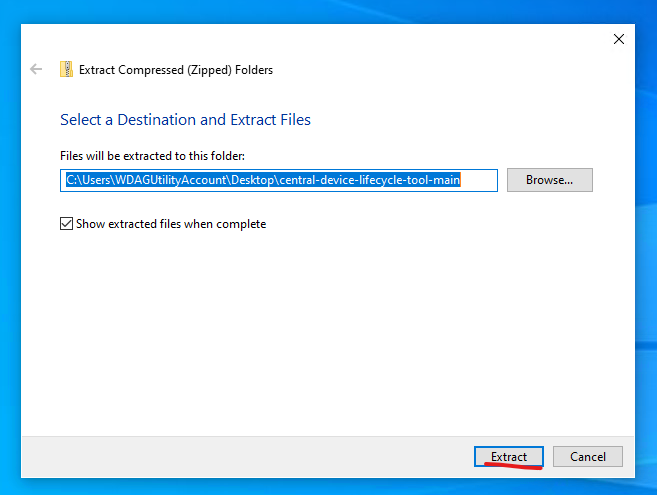 Extract Compressed (Zipped) Folders
Select a Destination and Extract Files
Files will be extracted to this folder:
C:\Users\WDAGUtilityAccount\Desktop\central-device-lifecycle-tool-main
Browse...
Show extracted files when complete
Extract
Cancel